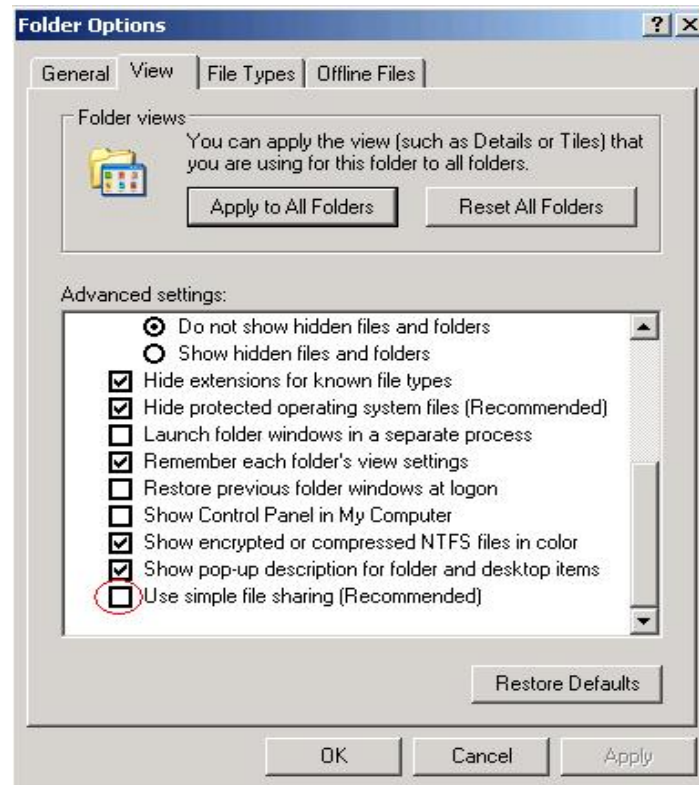 Folder Options
General
View
File Types
Offline Files
Folder views
You can apply the view (such as Details or Tiles) that
you are using for this folder to all folders.
Apply to All Folders
Reset All Folders
Advanced settings:
Do not show hidden files and folders
Show hidden files and folders
Hide extensions for known file types
Hide protected operating system files (Recommended)
Launch folder windows in a separate process
Remember each folder's view settings
Restore previous folder windows at logon
Show Control Panel in My Computer
Show encrypted or compressed NTFS files in color
Show pop-up description for folder and desktop items
Use simple file sharing (Recommended)
Restore Defaults
OK
Cancel
Apply